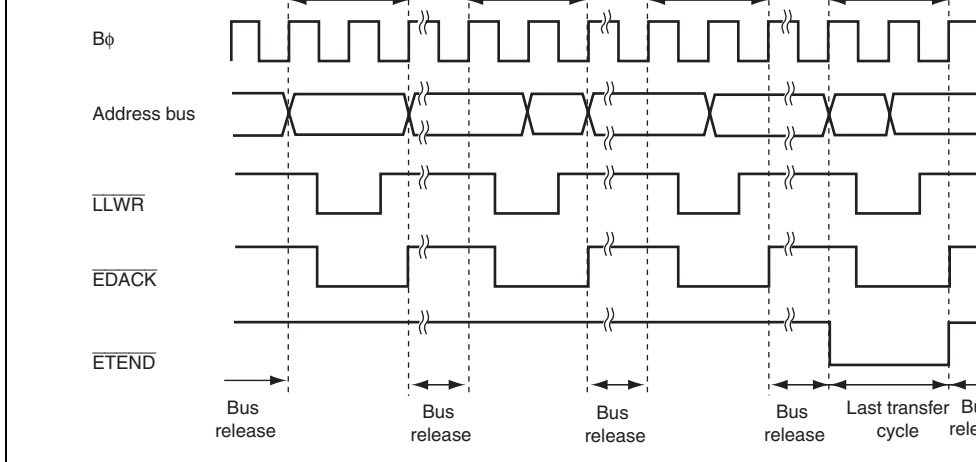 Bφ
Address bus
LLWR
EDACK
ETEND
Bus
release
Bus
release
Bus
release
Bus
release
Last transfer
cycle